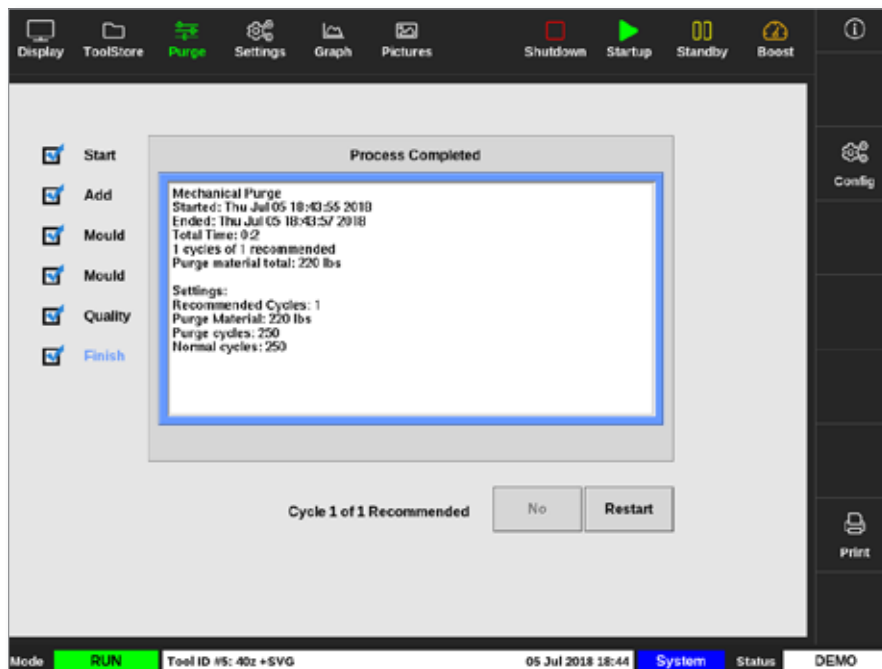 Display ToolStore Purge Settings Graph Pictures Shutdown Startup Standby Boost
Config
Print
Start
Add
Mould
Mould
Quality
Finish
Process Completed
Mechanical Purge
Started: Thu Jul 05 18:43:55 2018
Ended: Thu Jul 05 18:43:57 2018
Total Time: 0:2
1 cycles of 1 recommended
Purge material total: 220 lbs
Settings:
Recommended Cycles: 1
Purge Material: 220 lbs
Purge cycles: 250
Normal cycles: 250
Cycle 1 of 1 Recommended No Restart
Mode RUN Tool ID #5: 40z +SVG 05 Jul 2018 18:44 System Status DEMO